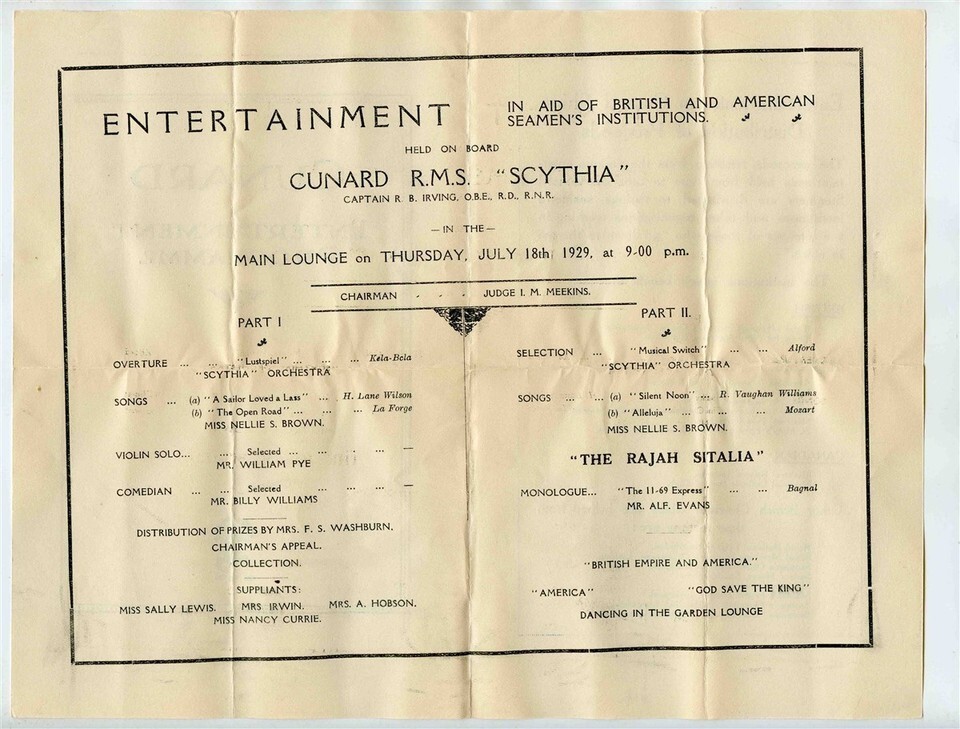 ENTERTAINMENT
IN AID OF BRITISH AND AMERICAN
SEAMEN'S INSTITUTIONS.
HELD ON BOARD
CUNARD R.M.S. "SCYTHIA"
CAPTAIN R. B. IRVING, O.B.E., R.D., R.N.R.
—IN THE—
MAIN LOUNGE on THURSDAY, JULY 18th 1929, at 9-00 p.m.
CHAIRMAN - - - JUDGE I. M. MEEKINS.
PART I
OVERTURE ... ... "Lustspiel" ... ... ... Kéla-Bela
"SCYTHIA" ORCHESTRA
SONGS ... (a) "A Sailor Loved a Lass" ... H. Lane Wilson
(b) "The Open Road" ... ... ... La Forge
MISS NELLIE S. BROWN.
VIOLIN SOLO... ... Selected ... ... . ... —
MR. WILLIAM PYE
COMEDIAN ... ... Selected ... ... ... ... —
MR. BILLY WILLIAMS
DISTRIBUTION OF PRIZES BY MRS. F. S. WASHBURN.
CHAIRMAN'S APPEAL.
COLLECTION.
SUPPLIANTS:
MISS SALLY LEWIS. MRS IRWIN. MRS. A. HOBSON.
MISS NANCY CURRIE.
PART II.
SELECTION ... "Musical Switch" ... ... Alford
"SCYTHIA" ORCHESTRA
SONGS ... ... (a) "Silent Noon" ... R. Vaughan Williams
(b) "Alleluja" ... ... ... Mozart
MISS NELLIE S. BROWN.
"THE RAJAH SITALIA"
MONOLOGUE... "The 11-69 Express" ... ... Bagnal
MR. ALF. EVANS
"BRITISH EMPIRE AND AMERICA."
"AMERICA" "GOD SAVE THE KING"
DANCING IN THE GARDEN LOUNGE